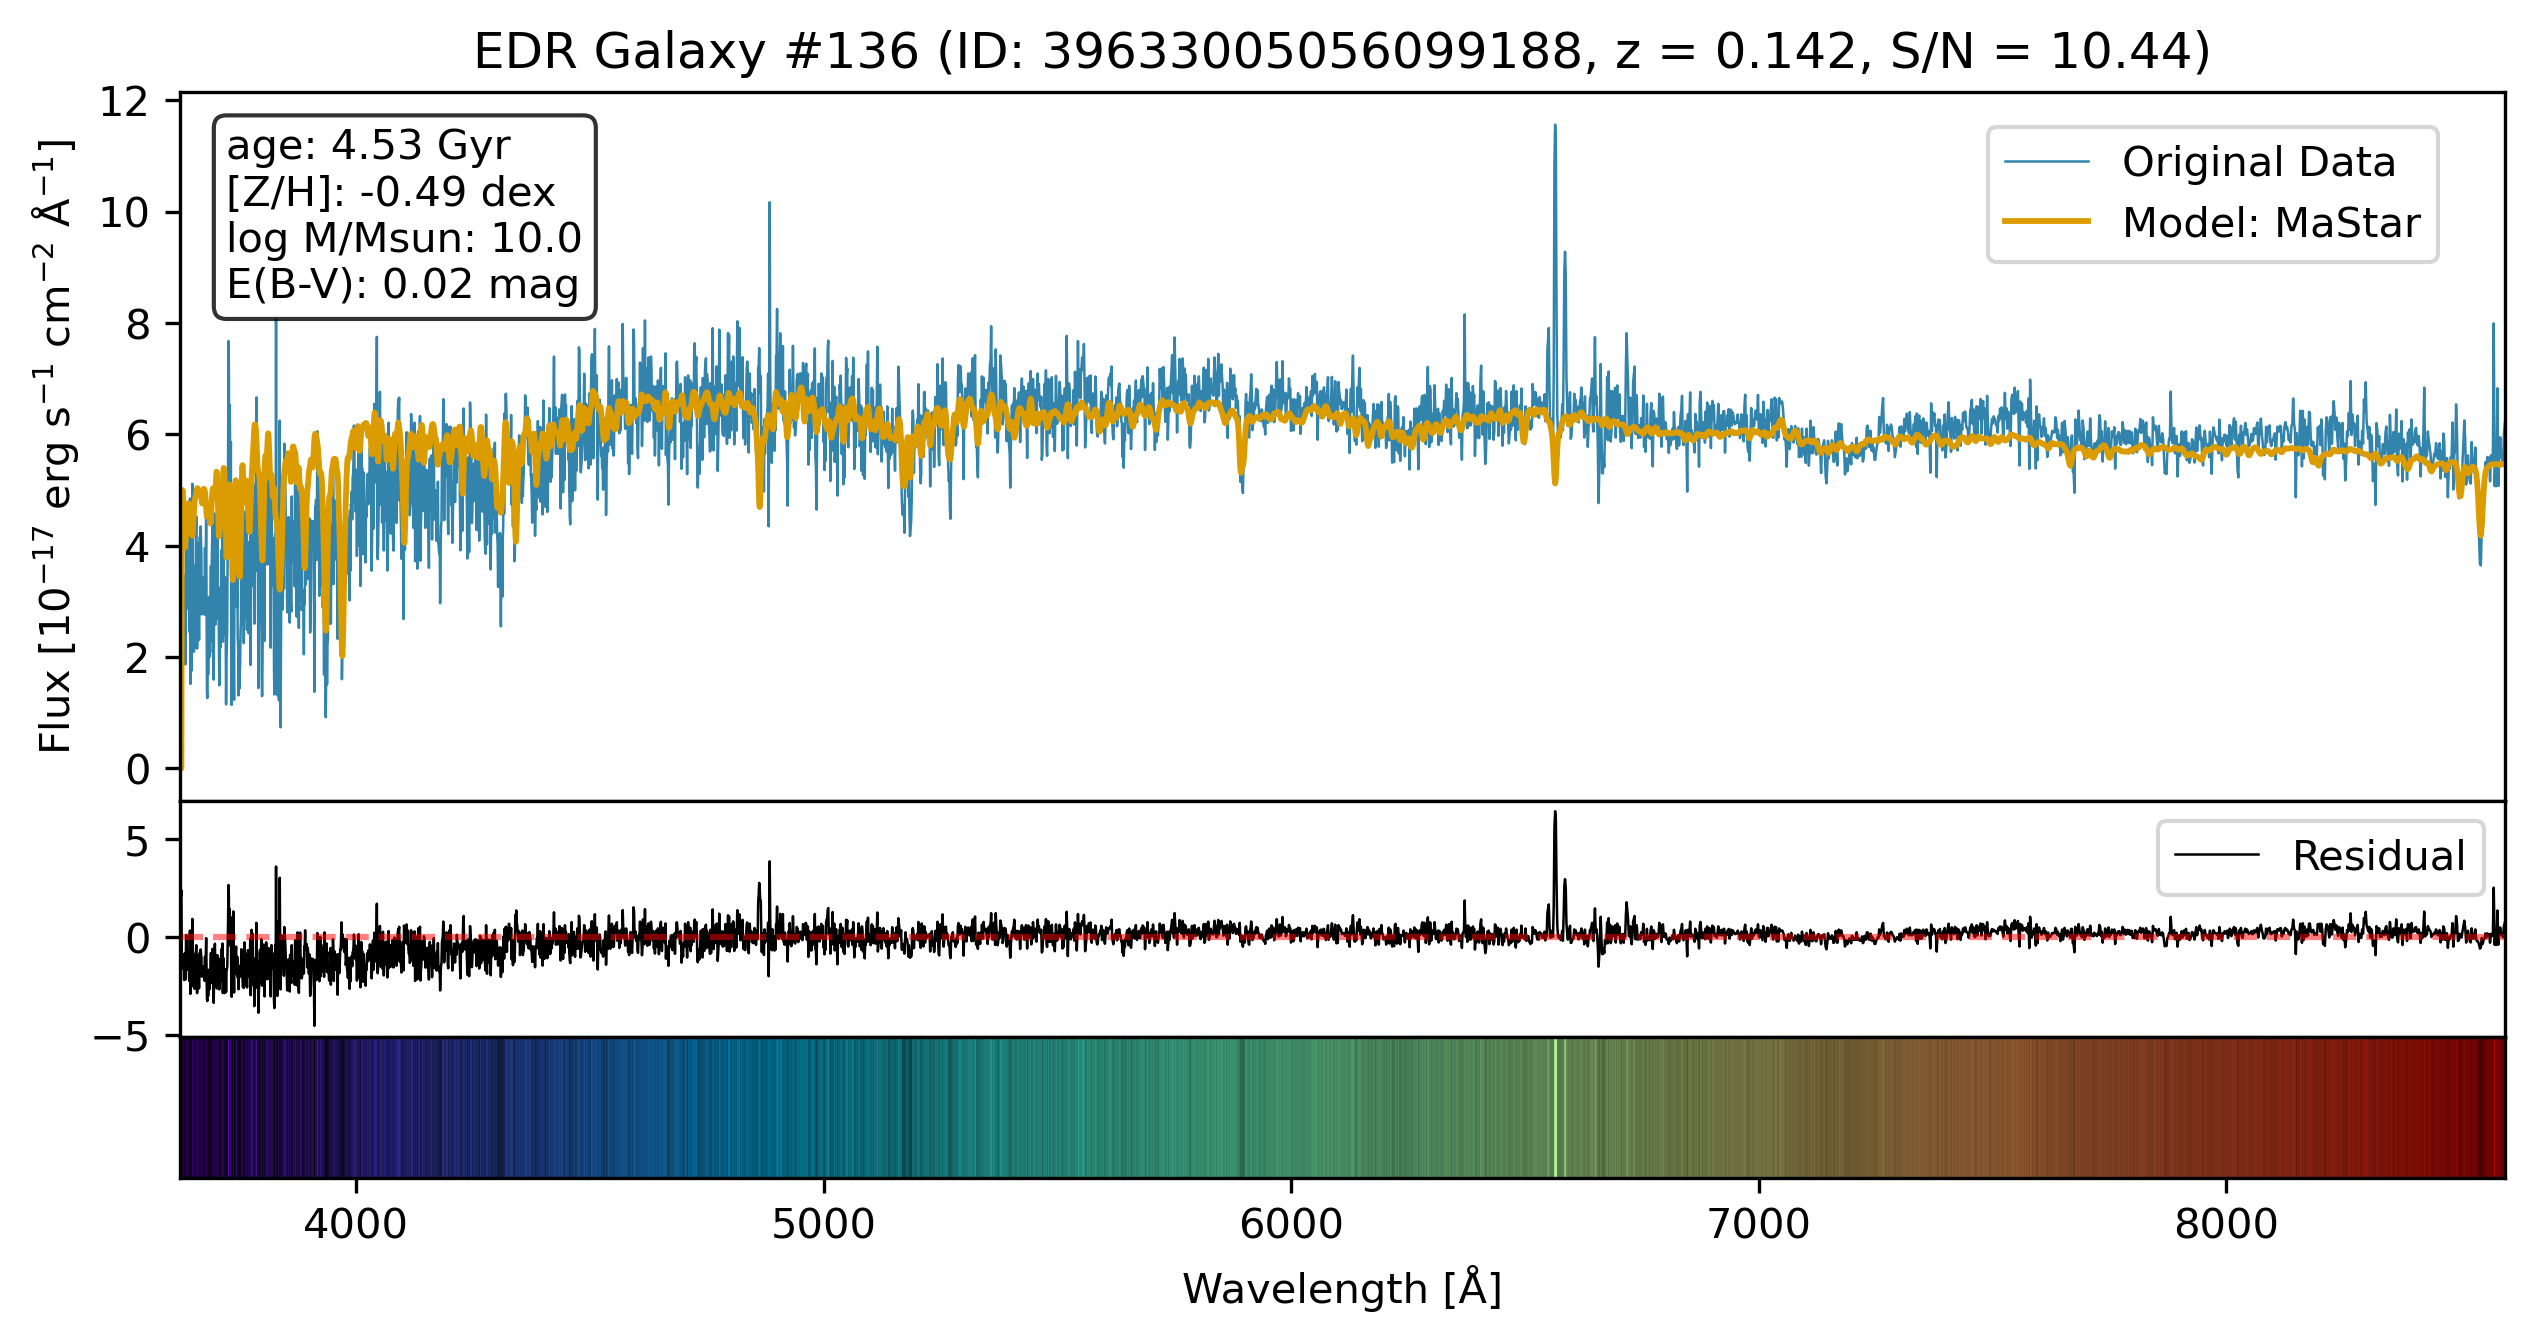 EDR Galaxy #136 (ID: 39633005056099188, z = 0.142, S/N = 10.44)
age: 4.53 Gyr
[Z/H]: -0.49 dex
log M/Msun: 10.0
E(B-V): 0.02 mag
Original Data
Model: MaStar
Flux [10⁻¹⁷ erg s⁻¹ cm⁻² Å⁻¹]
12
10
8
6
4
2
0
Residual
5
0
−5
4000 5000 6000 7000 8000
Wavelength [Å]